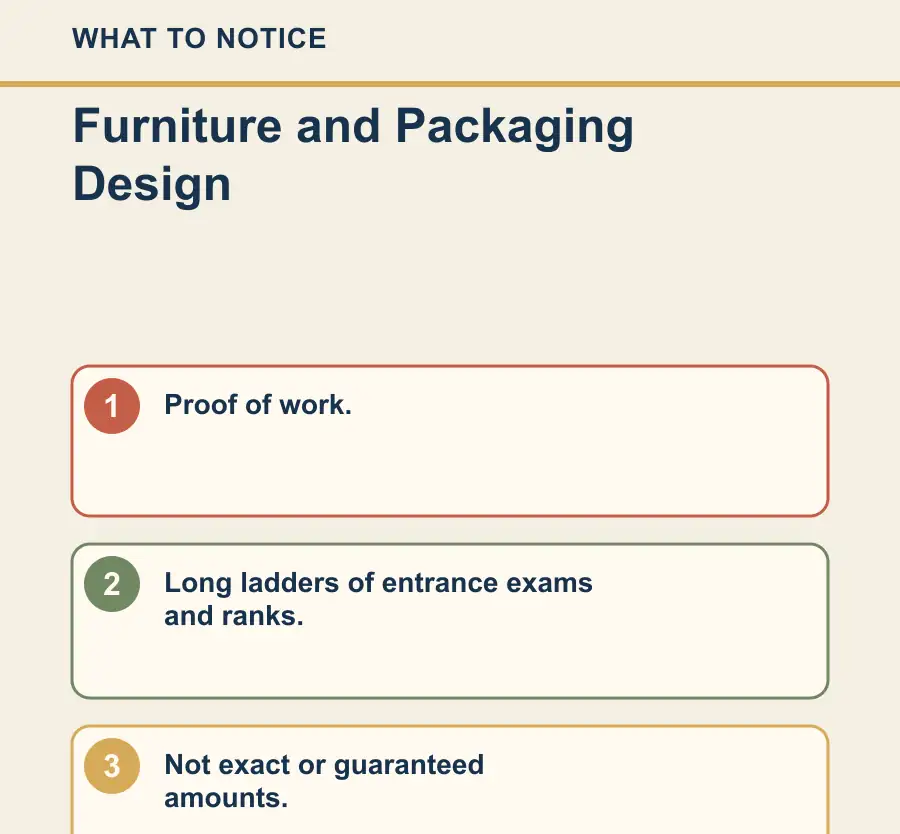 WHAT TO NOTICE
Furniture and Packaging
Design
1
Proof of work.
2
Long ladders of entrance exams
and ranks.
3
Not exact or guaranteed
amounts.